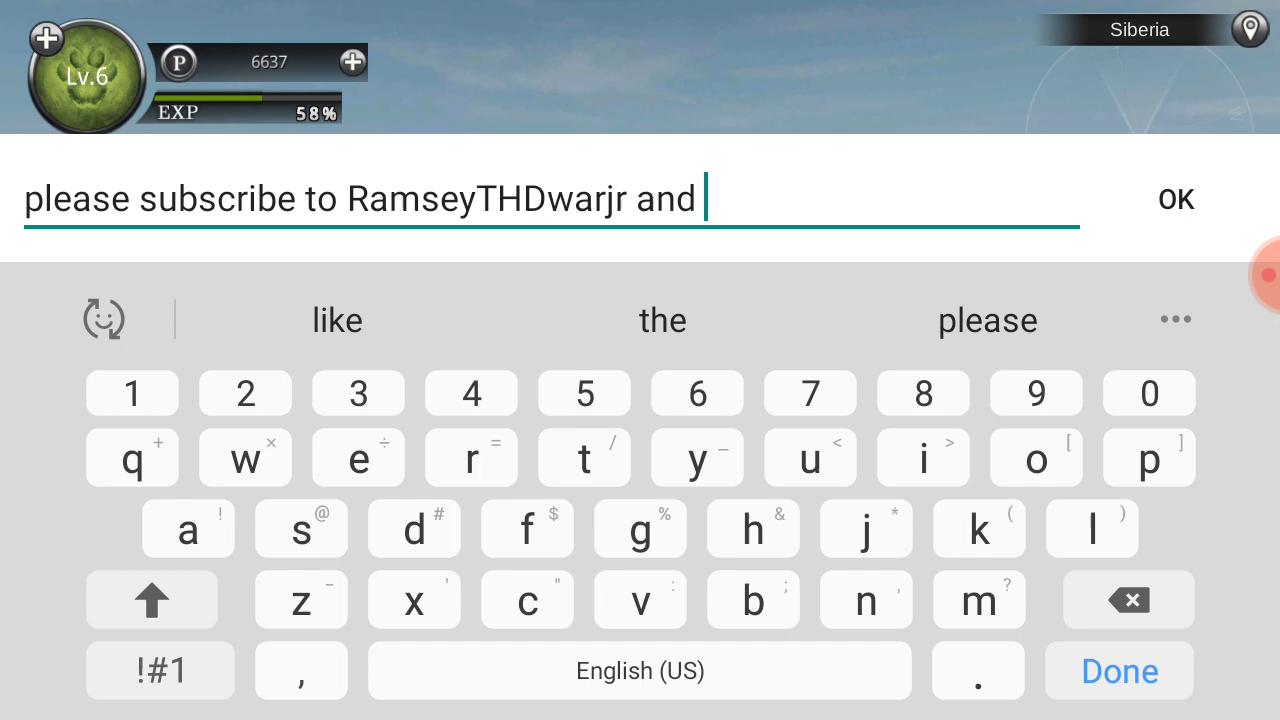 Lv.6
P 6637
EXP 58%
Siberia
please subscribe to RamseyTHDwarjr and
OK
like the please
1 2 3 4 5 6 7 8 9 0
q + w × e ÷ r = t / y _ u < i > o [ p ]
a ! s @ d # f $ g % h & j * k ( l )
z - x ' c " v : b ; n , m ?
!#1 , English (US) . Done